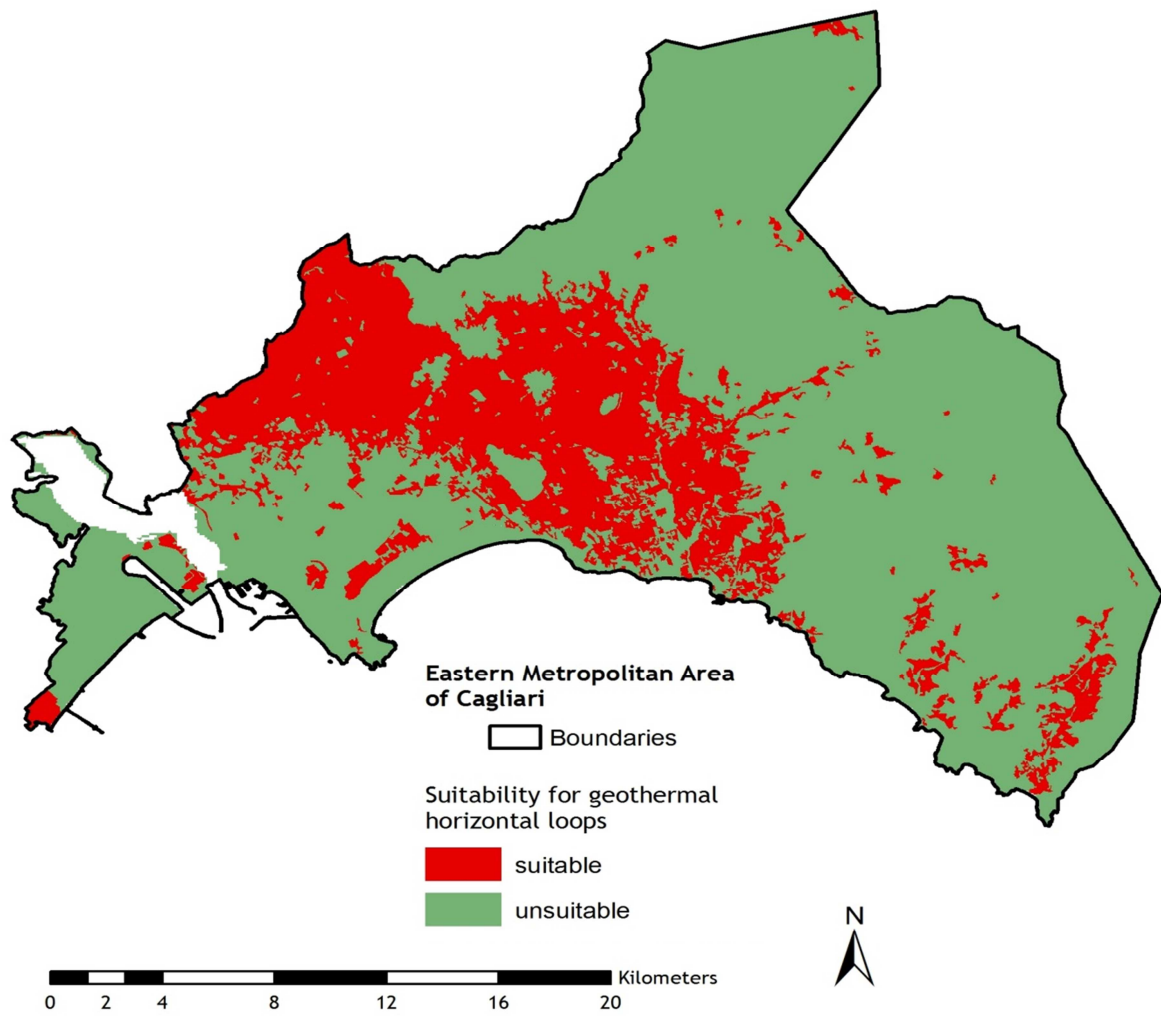 Eastern Metropolitan Area
of Cagliari
Boundaries
Suitability for geothermal
horizontal loops
suitable
unsuitable
N
Kilometers
0 2 4 8 12 16 20